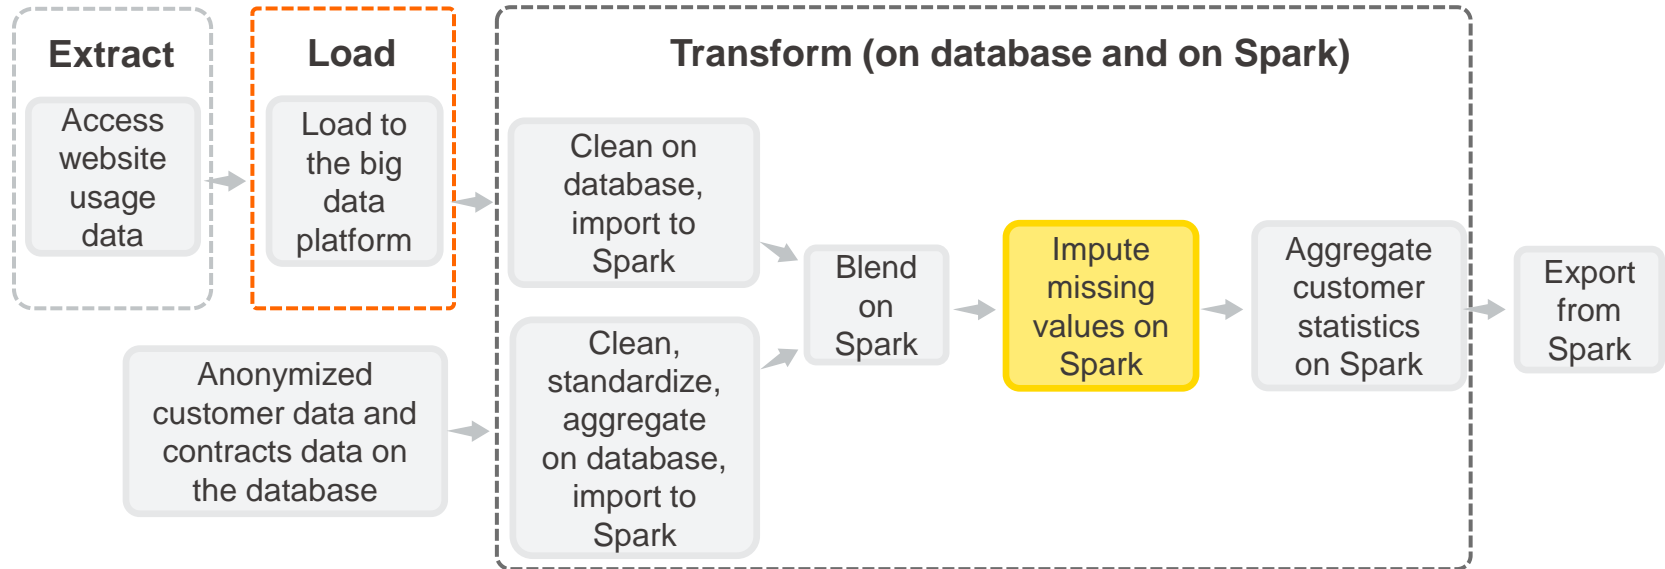 Extract
Access
website
usage
data
Load
Load to
the big
data
platform
Transform (on database and on Spark)
Clean on
database,
import to
Spark
Anonymized
customer data and
contracts data on
the database
Clean,
standardize,
aggregate
on database,
import to
Spark
Blend
on
Spark
Impute
missing
values on
Spark
Aggregate
customer
statistics
on Spark
Export
from
Spark